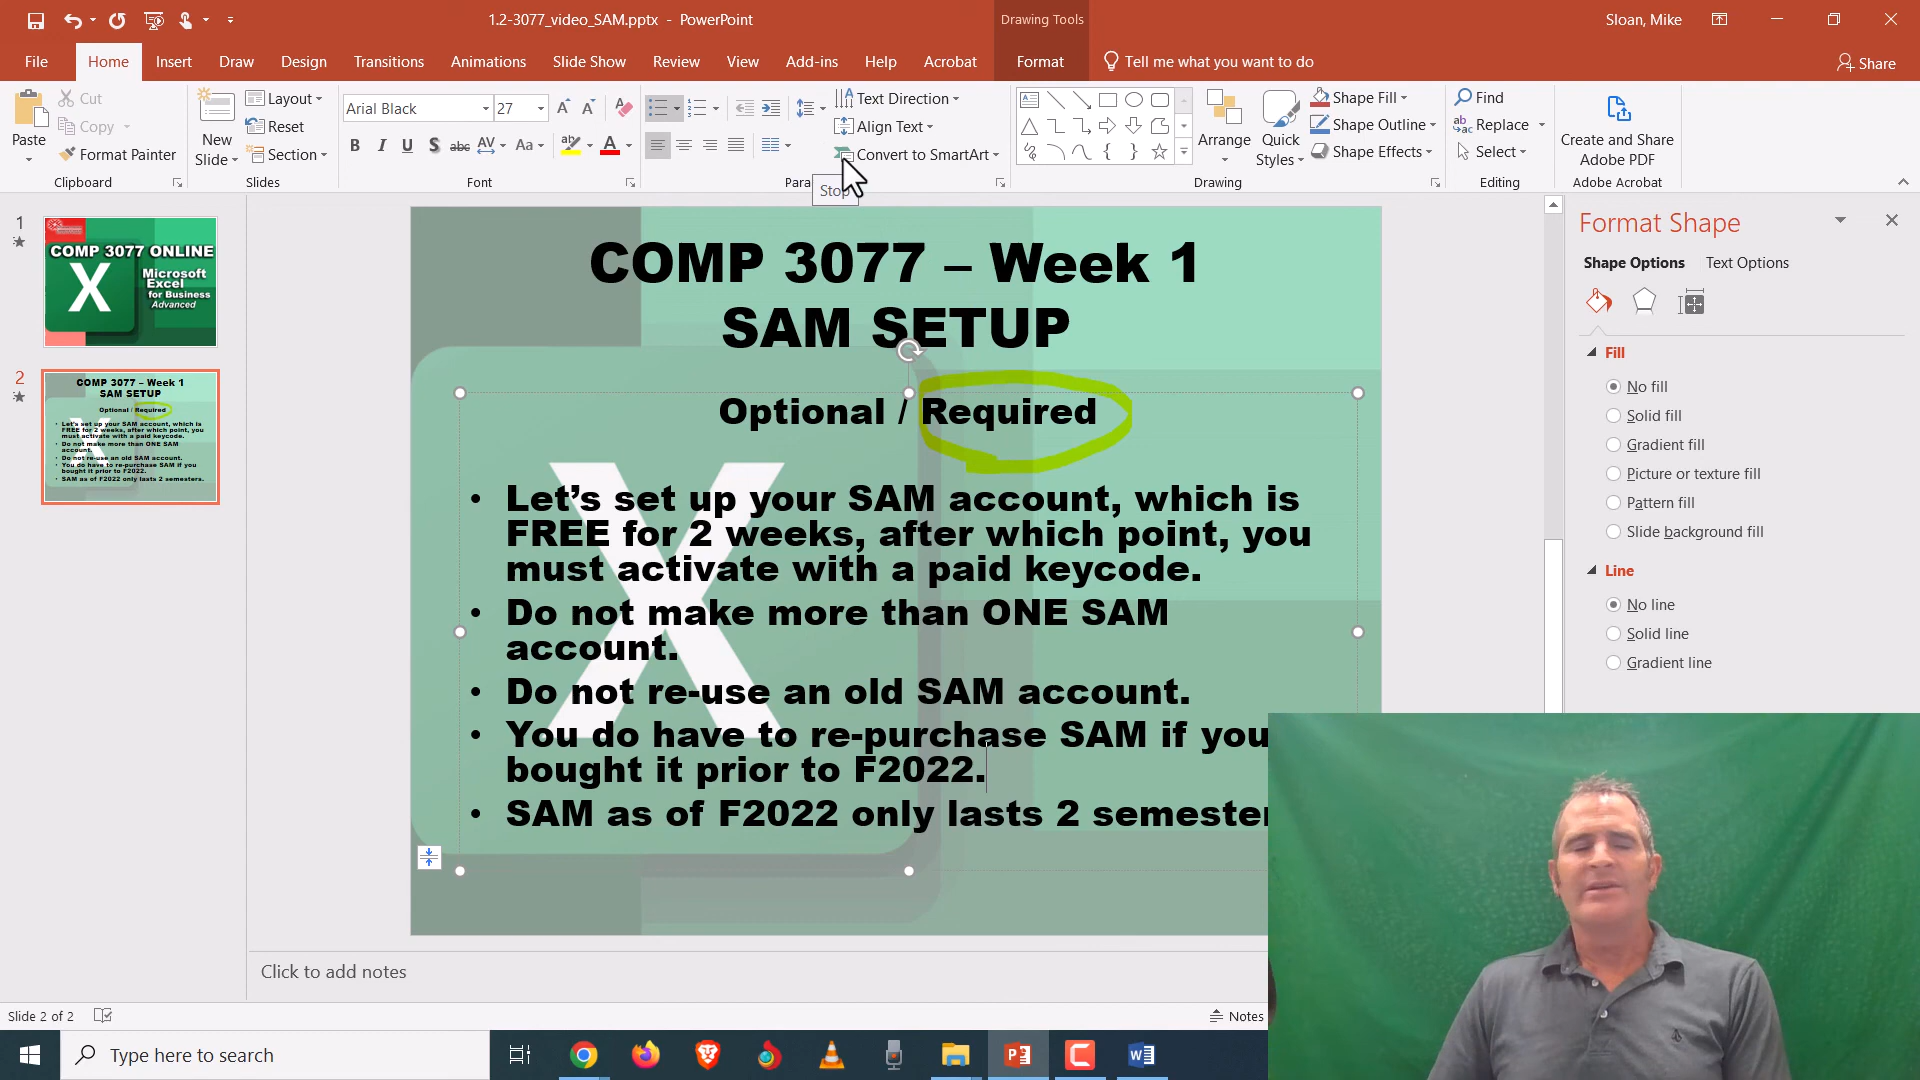 1.2-3077_video_SAM.pptx - PowerPoint
Drawing Tools
Sloan, Mike
File Home Insert Draw Design Transitions Animations Slide Show Review View Add-ins Help Acrobat Format Tell me what you want to do Share
Paste
Cut
Copy
Format Painter
Clipboard
New Slide
Layout
Reset
Section
Slides
Arial Black 27
B I U S abc AV Aa A
Font
Text Direction
Align Text
Convert to SmartArt
Stop
Arrange
Quick Styles
Shape Fill
Shape Outline
Shape Effects
Drawing
Find
Replace
Select
Editing
Create and Share Adobe PDF
Adobe Acrobat
1
COMP 3077 ONLINE
X
Microsoft
Excel
for Business
Advanced
2
COMP 3077 – Week 1
SAM SETUP
Optional / Required
• Let's set up your SAM account, which is
FREE for 2 weeks, after which point, you
must activate with a paid keycode.
• Do not make more than ONE SAM
account.
• Do not re-use an old SAM account.
• You do have to re-purchase SAM if you
bought it prior to F2022.
• SAM as of F2022 only lasts 2 semesters.
COMP 3077 – Week 1
SAM SETUP
Optional / Required
X
• Let’s set up your SAM account, which is
FREE for 2 weeks, after which point, you
must activate with a paid keycode.
• Do not make more than ONE SAM
account.
• Do not re-use an old SAM account.
• You do have to re-purchase SAM if you
bought it prior to F2022.
• SAM as of F2022 only lasts 2 semester
Format Shape
Shape Options Text Options
Fill
No fill
Solid fill
Gradient fill
Picture or texture fill
Pattern fill
Slide background fill
Line
No line
Solid line
Gradient line
Click to add notes
Slide 2 of 2
Notes
Type here to search